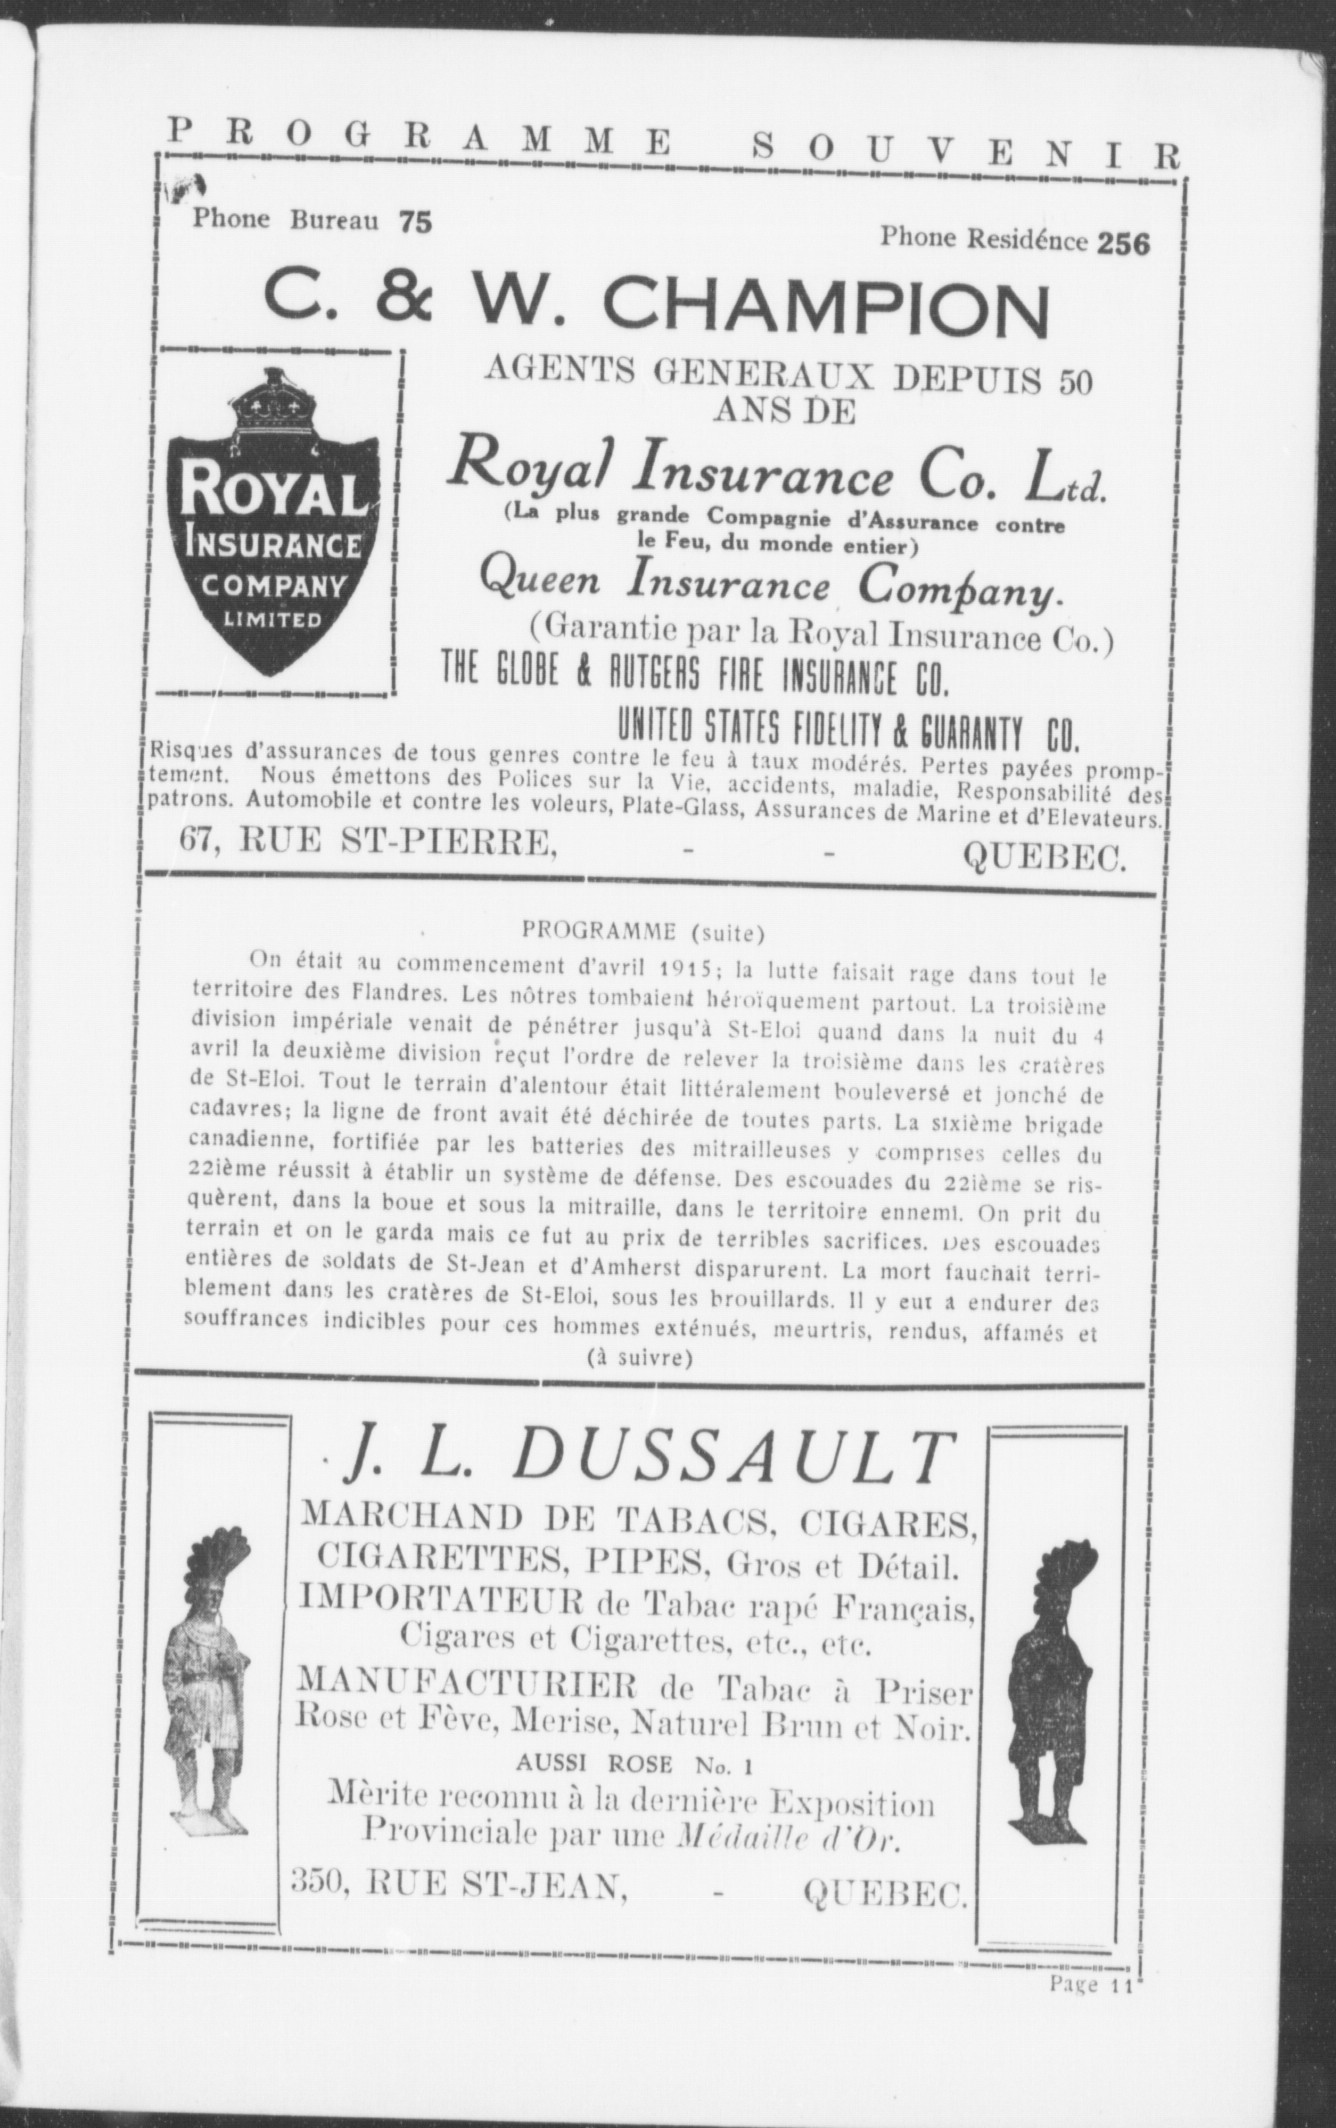 PROGRAMME SOUVENIR
Phone Bureau 75
Phone Residénce 256
C. & W. CHAMPION
AGENTS GENERAUX DEPUIS 50
ANS DE
ROYAL
INSURANCE
COMPANY
LIMITED
Royal Insurance Co. Ltd.
(La plus grande Compagnie d'Assurance contre
le Feu, du monde entier)
Queen Insurance Company.
(Garantie par la Royal Insurance Co.)
THE GLOBE & RUTGERS FIRE INSURANCE CO.
UNITED STATES FIDELITY & GUARANTY CO.
Risques d'assurances de tous genres contre le feu à taux modérés. Pertes payées promp-
tement. Nous émettons des Polices sur la Vie, accidents, maladie, Responsabilité des
patrons. Automobile et contre les voleurs, Plate-Glass, Assurances de Marine et d'Elevateurs.
67, RUE ST-PIERRE, - - QUEBEC.
PROGRAMME (suite)
On était au commencement d'avril 1915; la lutte faisait rage dans tout le
territoire des Flandres. Les nôtres tombaient héroïquement partout. La troisième
division impériale venait de pénétrer jusqu'à St-Eloi quand dans la nuit du 4
avril la deuxième division reçut l'ordre de relever la troisième dans les cratères
de St-Eloi. Tout le terrain d'alentour était littéralement bouleversé et jonché de
cadavres; la ligne de front avait été déchirée de toutes parts. La sixième brigade
canadienne, fortifiée par les batteries des mitrailleuses y comprises celles du
22ième réussit à établir un système de défense. Des escouades du 22ième se ris-
quèrent, dans la boue et sous la mitraille, dans le territoire ennemi. On prit du
terrain et on le garda mais ce fut au prix de terribles sacrifices. Des escouades
entières de soldats de St-Jean et d'Amherst disparurent. La mort fauchait terri-
blement dans les cratères de St-Eloi, sous les brouillards. Il y eut a endurer des
souffrances indicibles pour ces hommes exténués, meurtris, rendus, affamés et
(à suivre)
J. L. DUSSAULT
MARCHAND DE TABACS, CIGARES,
CIGARETTES, PIPES, Gros et Détail.
IMPORTATEUR de Tabac rapé Français,
Cigares et Cigarettes, etc., etc.
MANUFACTURIER de Tabac à Priser
Rose et Fève, Merise, Naturel Brun et Noir.
AUSSI ROSE No. 1
Mèrite reconnu à la dernière Exposition
Provinciale par une Médaille d'Or.
350, RUE ST-JEAN, - QUEBEC.
Page 11